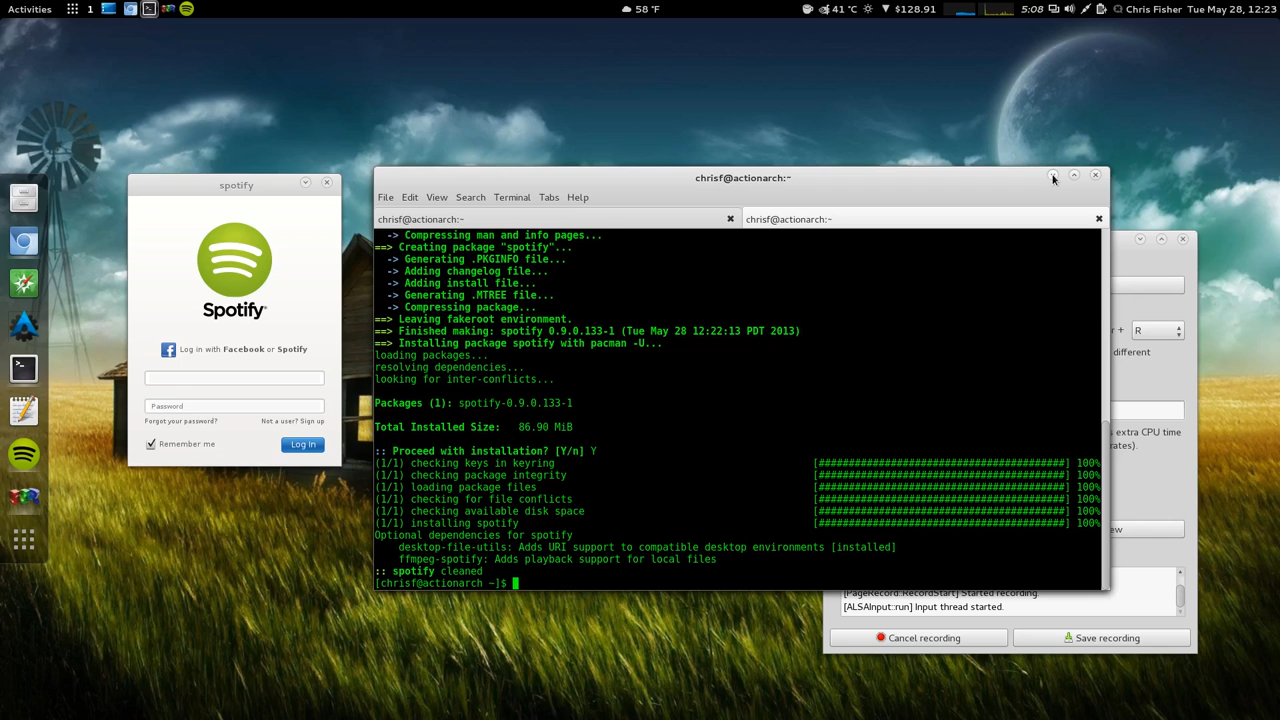 Activities 1 58 °F 41 °C $128.91 5:08 Chris Fisher Tue May 28, 12:23
spotify
Spotify
Log in with Facebook or Spotify
Password
Forgot your password? Not a user? Sign up
Remember me
Log In
chrisf@actionarch:~
File Edit View Search Terminal Tabs Help
chrisf@actionarch:~ chrisf@actionarch:~
-> Compressing man and info pages...
==> Creating package "spotify"...
-> Generating .PKGINFO file...
-> Adding changelog file...
-> Adding install file...
-> Generating .MTREE file...
-> Compressing package...
==> Leaving fakeroot environment.
==> Finished making: spotify 0.9.0.133-1 (Tue May 28 12:22:13 PDT 2013)
==> Installing package spotify with pacman -U...
loading packages...
resolving dependencies...
looking for inter-conflicts...
Packages (1): spotify-0.9.0.133-1
Total Installed Size: 86.90 MiB
:: Proceed with installation? [Y/n] Y
(1/1) checking keys in keyring [#########################################] 100%
(1/1) checking package integrity [#########################################] 100%
(1/1) loading package files [#########################################] 100%
(1/1) checking for file conflicts [#########################################] 100%
(1/1) checking available disk space [#########################################] 100%
(1/1) installing spotify [#########################################] 100%
Optional dependencies for spotify
desktop-file-utils: Adds URI support to compatible desktop environments [installed]
ffmpeg-spotify: Adds playback support for local files
:: spotify cleaned
[chrisf@actionarch ~]$
+ R
different
s extra CPU time
rates).
[PageRecord::RecordStart] Started recording.
[ALSAInput::run] Input thread started.
Cancel recording Save recording